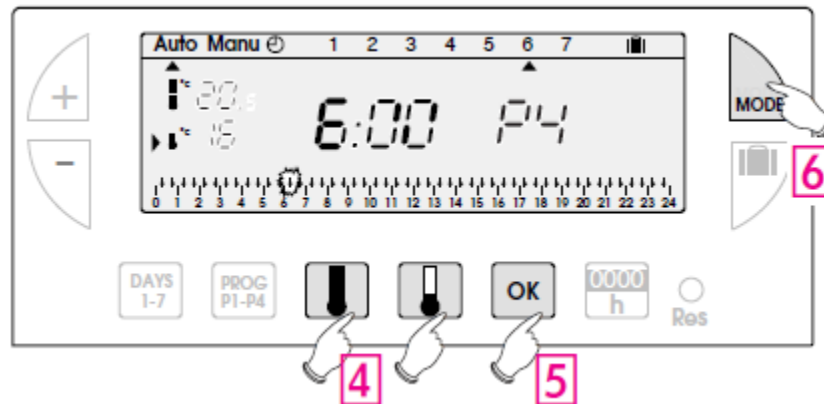 Auto Manu 1 2 3 4 5 6 7
+
°C 20.5
MODE
6:00 P4
°C 16
-
6
0 1 2 3 4 5 6 7 8 9 10 11 12 13 14 15 16 17 18 19 20 21 22 23 24
DAYS
1-7
PROG
P1-P4
OK
0000
h
Res
4
5